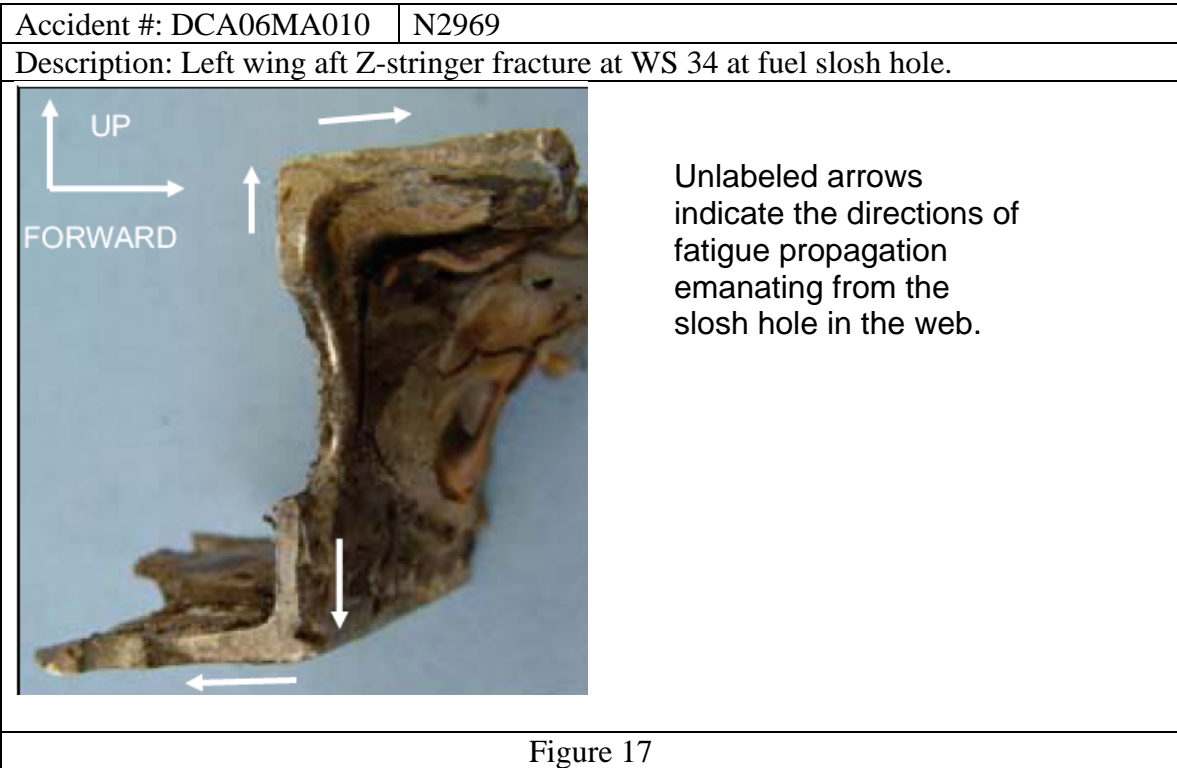 Accident #: DCA06MA010 N2969
Description: Left wing aft Z-stringer fracture at WS 34 at fuel slosh hole.
UP
FORWARD
Unlabeled arrows
indicate the directions of
fatigue propagation
emanating from the
slosh hole in the web.
Figure 17